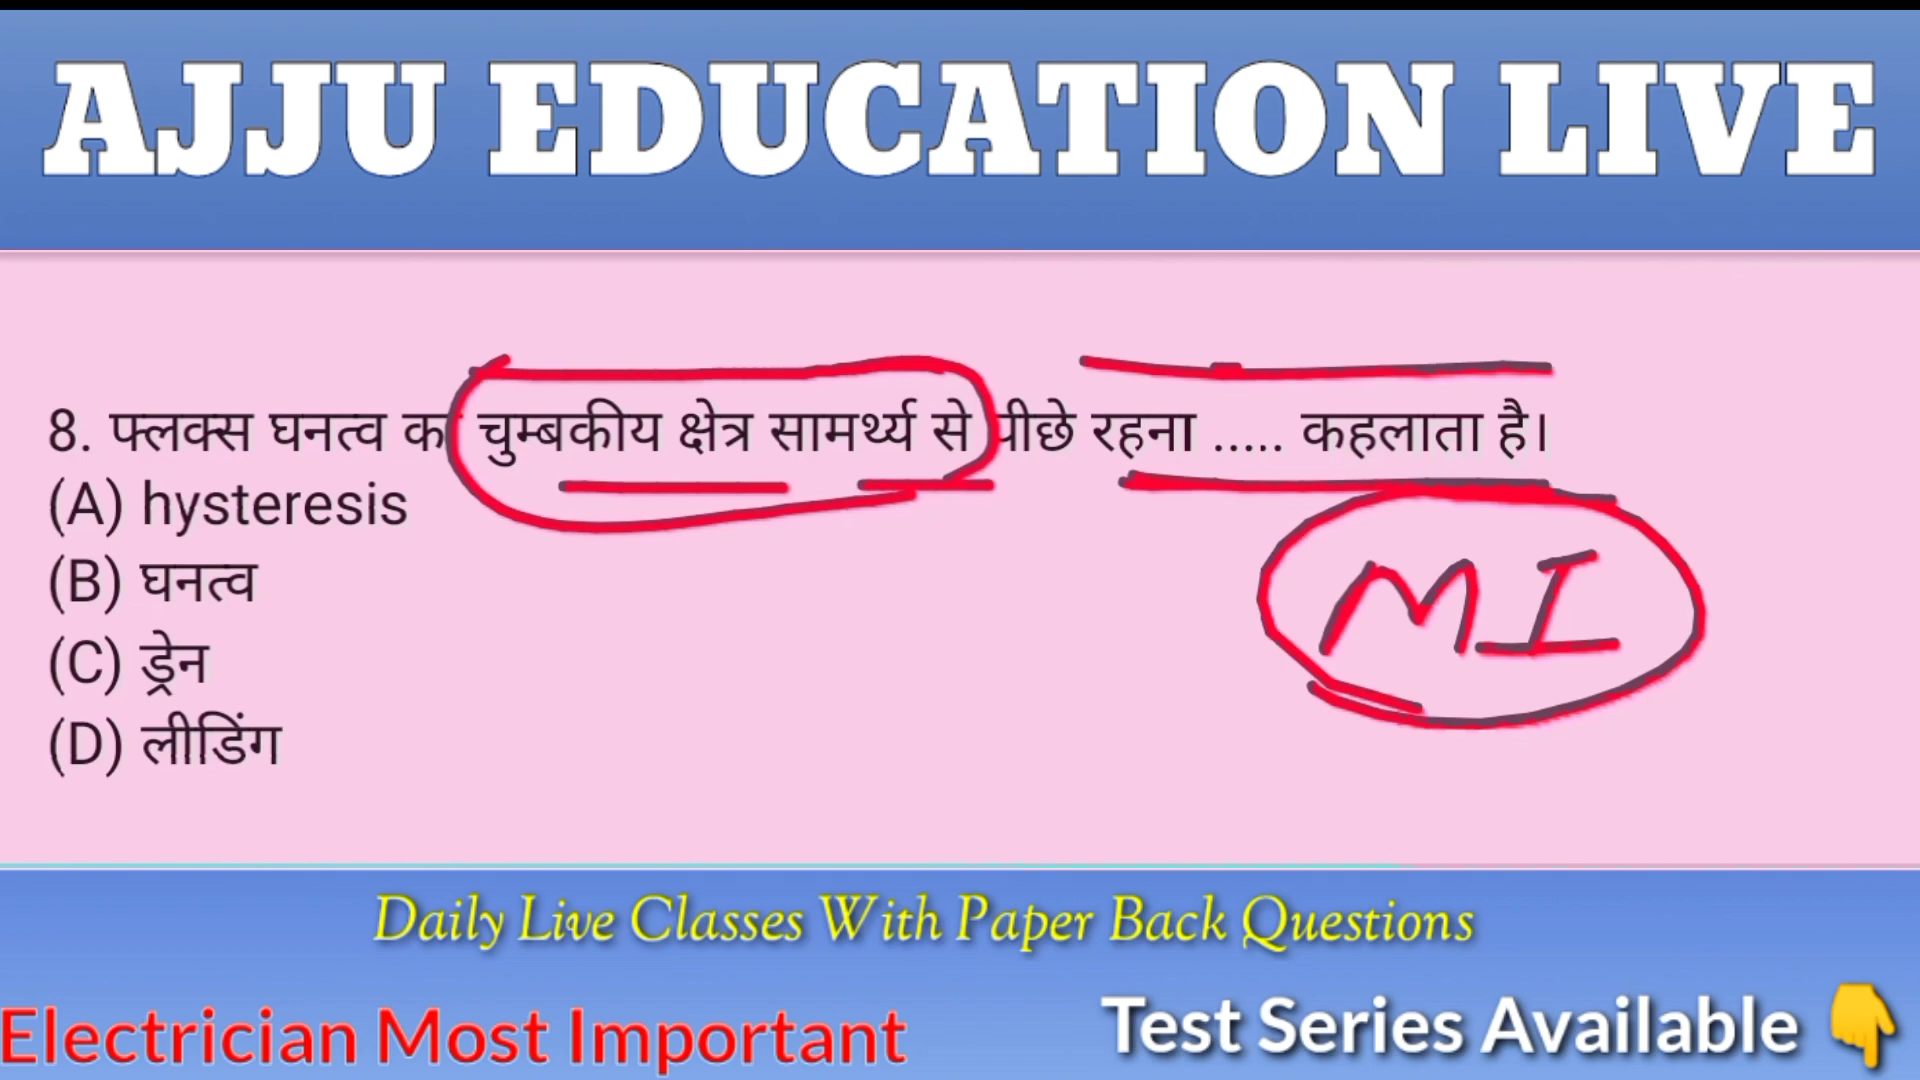 AJJU EDUCATION LIVE
8. फ्लक्स घनत्व का चुम्बकीय क्षेत्र सामर्थ्य से पीछे रहना ..... कहलाता है।
(A) hysteresis
(B) घनत्व
(C) ड्रेन
(D) लीडिंग
MI
Daily Live Classes With Paper Back Questions
Electrician Most Important
Test Series Available 👇